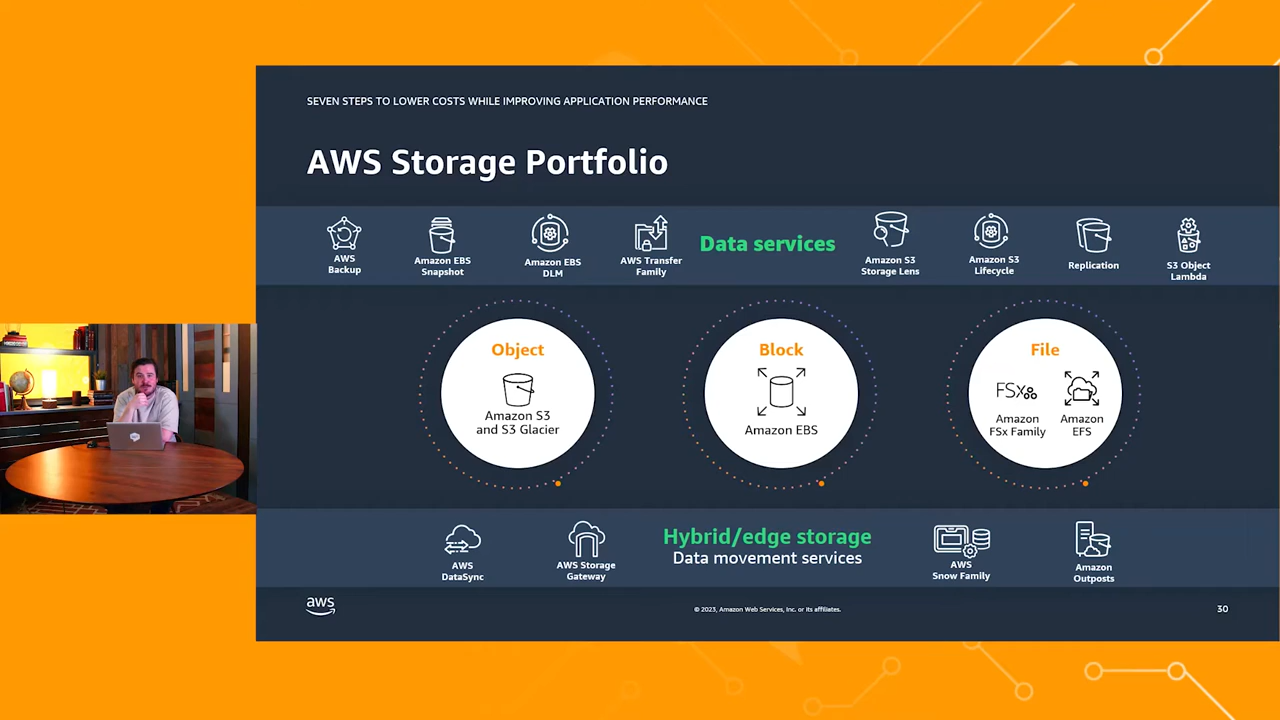 SEVEN STEPS TO LOWER COSTS WHILE IMPROVING APPLICATION PERFORMANCE
AWS Storage Portfolio
AWS
Backup
Amazon EBS
Snapshot
Amazon EBS
DLM
AWS Transfer
Family
Data services
Amazon S3
Storage Lens
Amazon S3
Lifecycle
Replication
S3 Object
Lambda
Object
Amazon S3
and S3 Glacier
Block
Amazon EBS
File
FSx
Amazon
FSx Family
Amazon
EFS
AWS
DataSync
AWS Storage
Gateway
Hybrid/edge storage
Data movement services
AWS
Snow Family
Amazon
Outposts
aws
© 2023, Amazon Web Services, Inc. or its affiliates.
30